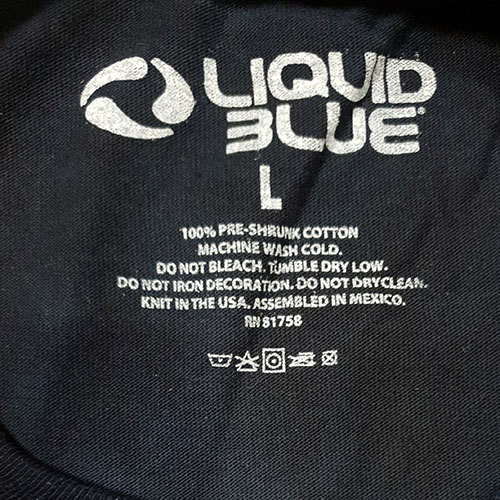 LIQUID
BLUE®
L
100% PRE-SHRUNK COTTON
MACHINE WASH COLD.
DO NOT BLEACH. TUMBLE DRY LOW.
DO NOT IRON DECORATION. DO NOT DRYCLEAN.
KNIT IN THE USA. ASSEMBLED IN MEXICO.
RN 81758